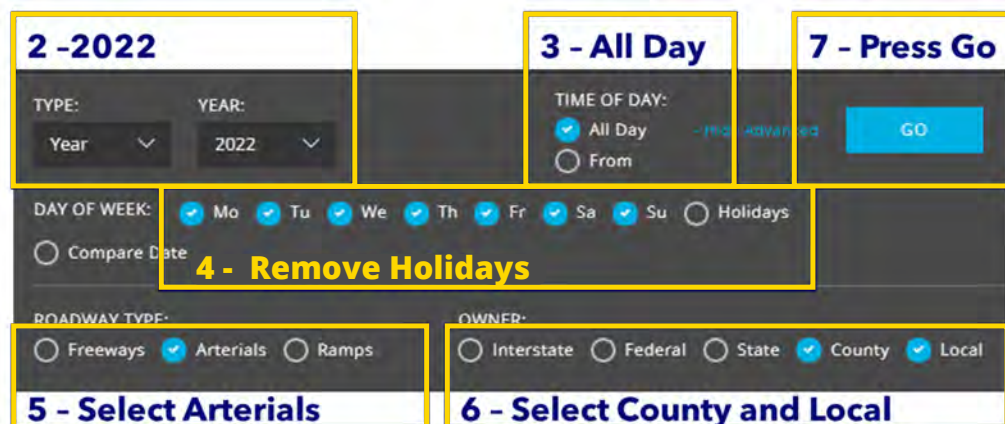 2 -2022
3 - All Day
7 - Press Go
TYPE:
YEAR:
TIME OF DAY:
Year
2022
All Day
- Hide Advanced
GO
From
DAY OF WEEK:
Mo Tu We Th Fr Sa Su Holidays
Compare Date
4 - Remove Holidays
ROADWAY TYPE:
OWNER:
Freeways Arterials Ramps
Interstate Federal State County Local
5 - Select Arterials
6 - Select County and Local